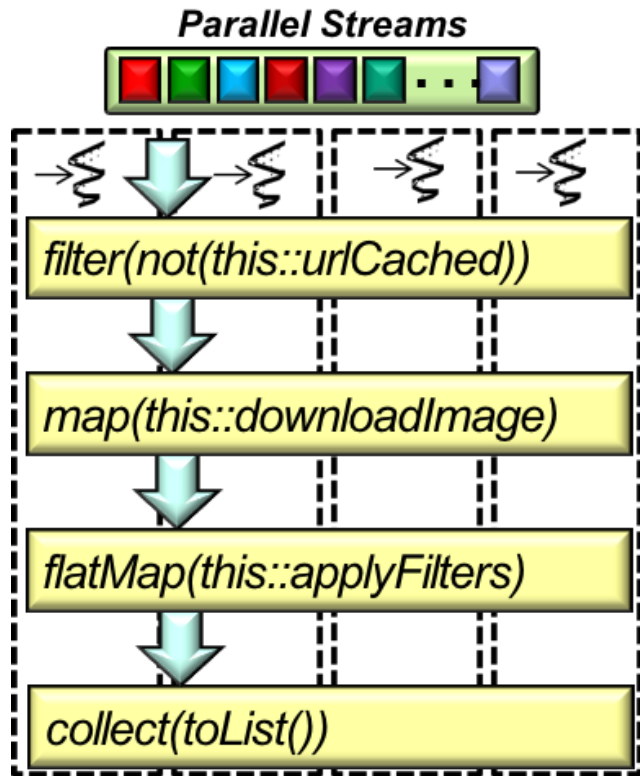 Parallel Streams
...
filter(not(this::urlCached))
map(this::downloadImage)
flatMap(this::applyFilters)
collect(toList())